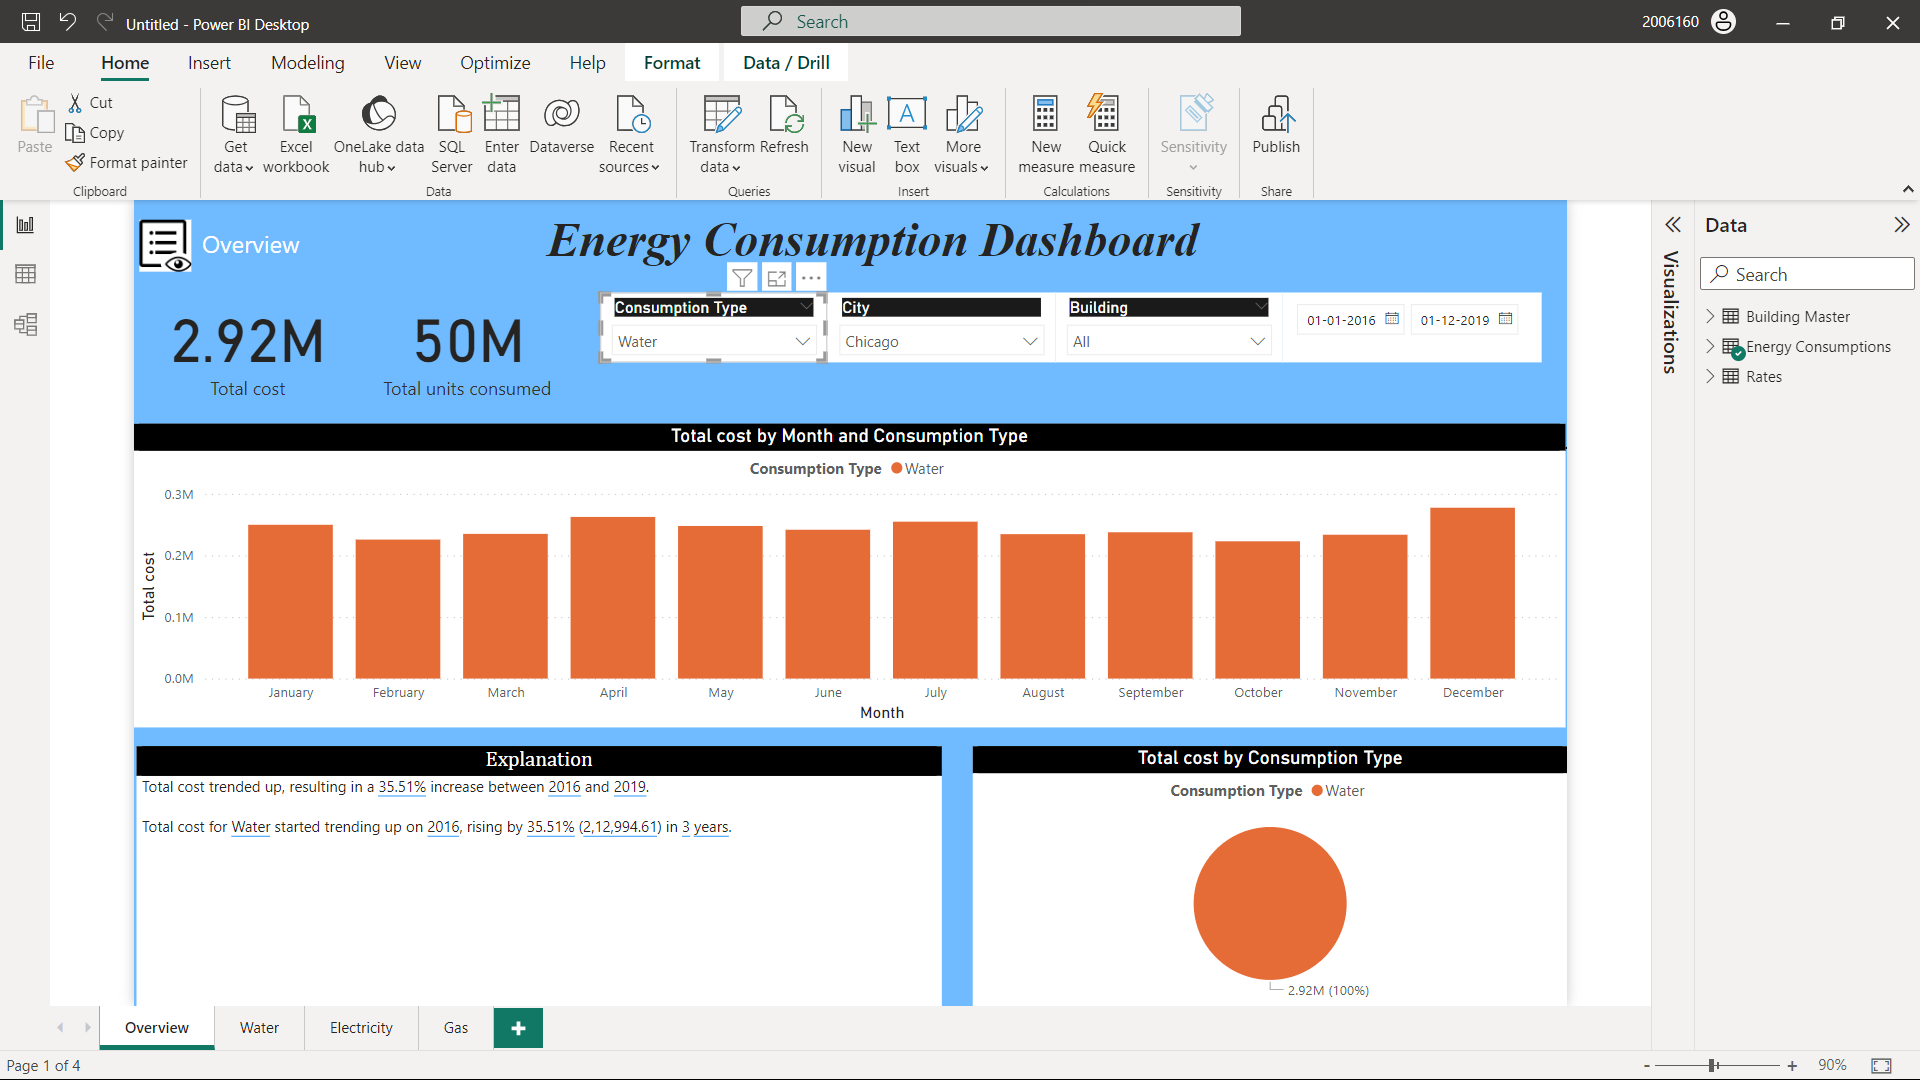 Untitled - Power BI Desktop
Search
2006160
File Home Insert Modeling View Optimize Help Format Data / Drill
Paste
Cut
Copy
Format painter
Clipboard
Get data
Excel workbook
OneLake data hub
SQL Server
Enter data
Dataverse
Recent sources
Data
Transform data
Refresh
Queries
New visual
Text box
More visuals
Insert
New measure
Quick measure
Calculations
Sensitivity
Sensitivity
Publish
Share
Overview
Energy Consumption Dashboard
2.92M
Total cost
50M
Total units consumed
Consumption Type
Water
City
Chicago
Building
All
01-01-2016 01-12-2019
Total cost by Month and Consumption Type
Consumption Type Water
0.3M
0.2M
0.1M
0.0M
Total cost
January February March April May June July August September October November December
Month
Explanation
Total cost trended up, resulting in a 35.51% increase between 2016 and 2019.
Total cost for Water started trending up on 2016, rising by 35.51% (2,12,994.61) in 3 years.
Total cost by Consumption Type
Consumption Type Water
2.92M (100%)
Visualizations
Data
Search
Building Master
Energy Consumptions
Rates
Overview Water Electricity Gas +
Page 1 of 4
- + 90%